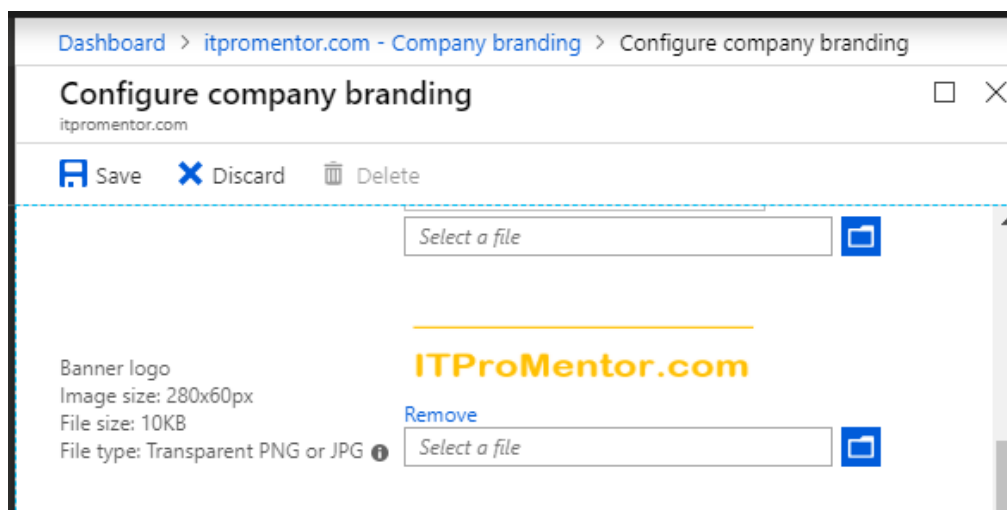 Dashboard > itpromentor.com - Company branding > Configure company branding
Configure company branding
itpromentor.com
Save Discard Delete
Select a file
ITProMentor.com
Banner logo
Image size: 280x60px
File size: 10KB
File type: Transparent PNG or JPG
Remove
Select a file